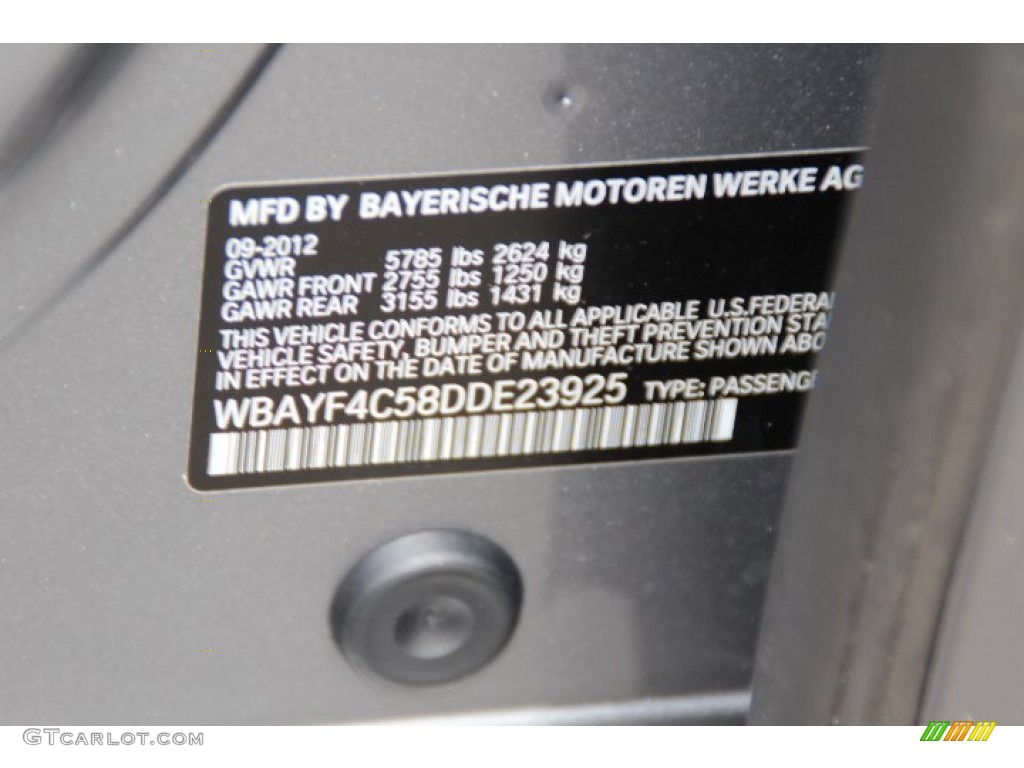 MFD BY BAYERISCHE MOTOREN WERKE AG
09-2012
GVWR 5785 lbs 2624 kg
GAWR FRONT 2755 lbs 1250 kg
GAWR REAR 3155 lbs 1431 kg
THIS VEHICLE CONFORMS TO ALL APPLICABLE U.S.FEDERA
VEHICLE SAFETY, BUMPER AND THEFT PREVENTION STA
IN EFFECT ON THE DATE OF MANUFACTURE SHOWN ABO
WBAYF4C58DDE23925 TYPE: PASSENG
GTCARLOT.COM